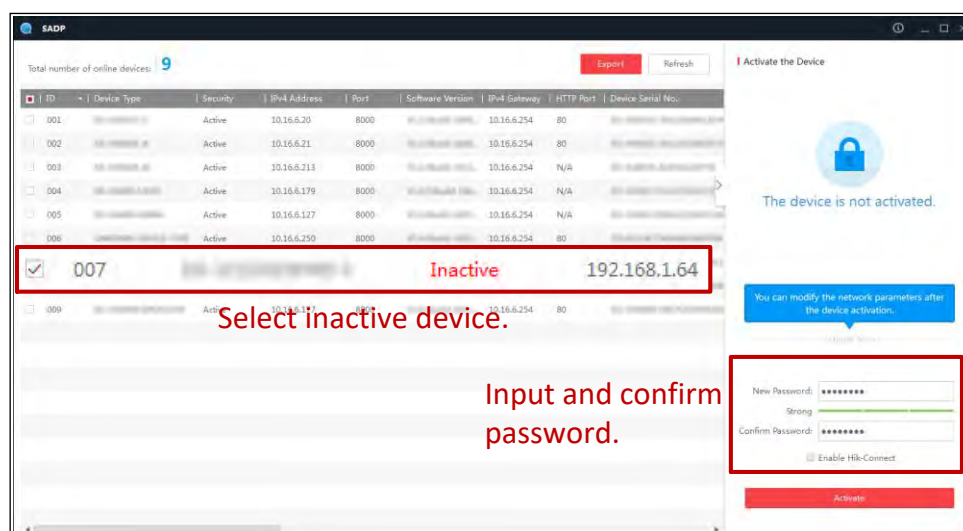 SADP
Total number of online devices: 9
Export
Refresh
ID | Device Type | Security | IPv4 Address | Port | Software Version | IPv4 Gateway | HTTP Port | Device Serial No.
001 Active 10.16.6.20 8000 10.16.6.254 80
002 Active 10.16.6.21 8000 10.16.6.254 80
003 Active 10.16.6.213 8000 10.16.6.254 N/A
004 Active 10.16.6.179 8000 10.16.6.254 N/A
005 Active 10.16.6.127 8000 10.16.6.254 N/A
006 Active 10.16.6.250 8000 10.16.6.254 80
007 Inactive 192.168.1.64
009 10.16.6.254 80
Select inactive device.
Input and confirm
password.
Activate the Device
The device is not activated.
You can modify the network parameters after
the device activation.
New Password:
Strong
Confirm Password:
Enable Hik-Connect
Activate